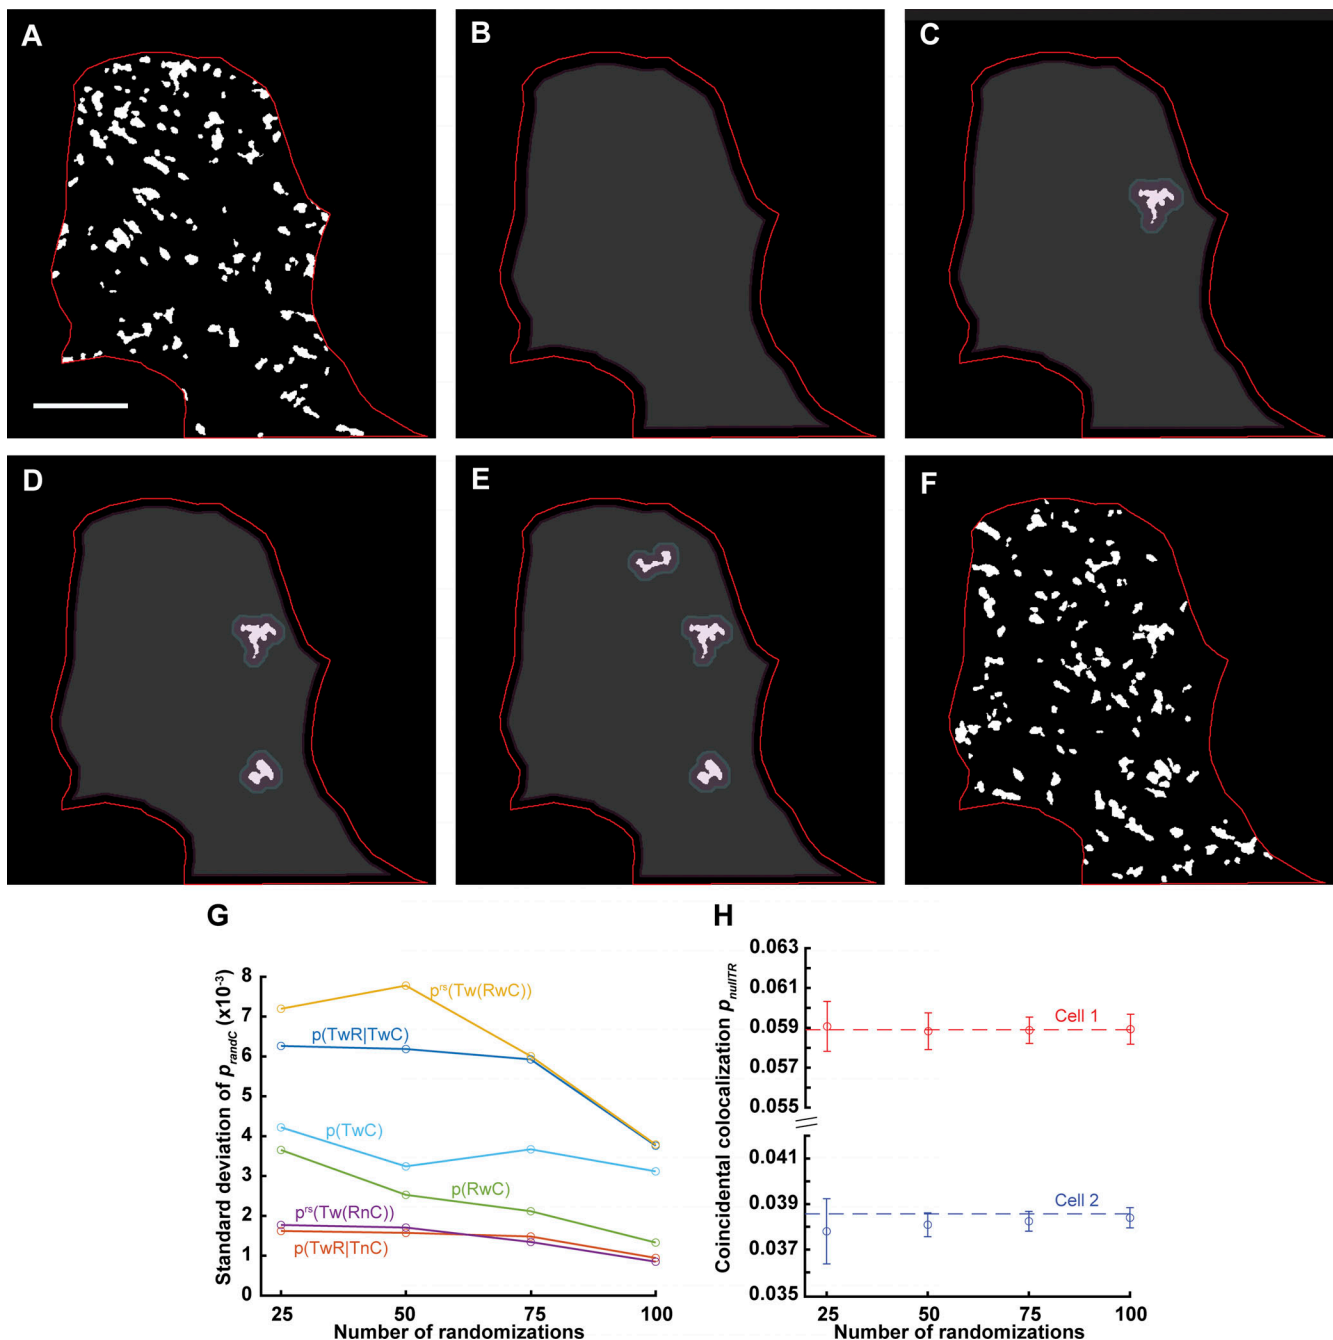 A
B
C
D
E
F
G
Standard deviation of p_randC (x10^-3)
8
7
6
5
4
3
2
1
0
p^rs(Tw(RwC))
p(TwR|TwC)
p(TwC)
p(RwC)
p^rs(Tw(RnC))
p(TwR|TnC)
25 50 75 100
Number of randomizations
H
Coincidental colocalization p_nullTR
0.063
0.061
0.059
0.057
0.055
0.041
0.039
0.037
0.035
Cell 1
Cell 2
25 50 75 100
Number of randomizations